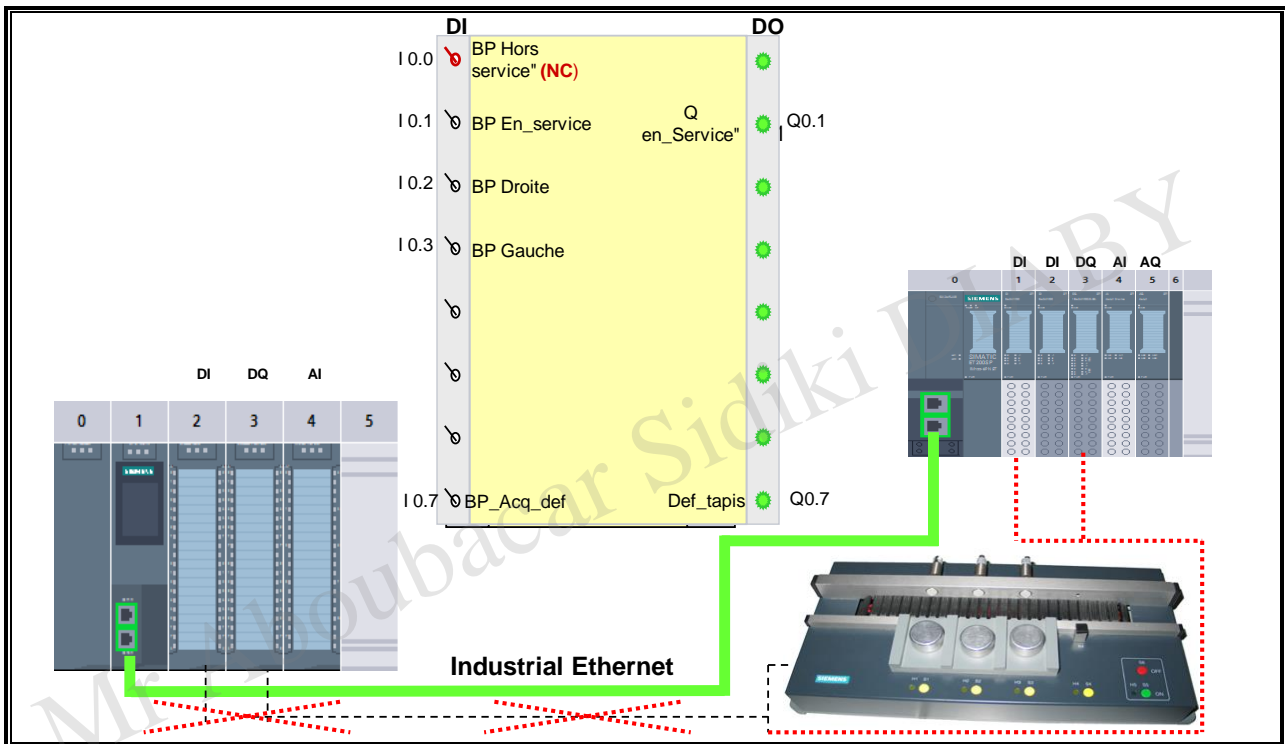 DI
DO
I 0.0
BP Hors
service" (NC)
I 0.1
BP En_service
Q
en_Service"
Q0.1
I 0.2
BP Droite
I 0.3
BP Gauche
I 0.7
BP_Acq_def
Def_tapis
Q0.7
DI DQ AI
0 1 2 3 4 5
SIEMENS
DI DI DQ AI AQ
0 1 2 3 4 5 6
SIEMENS
SIMATIC
Industrial Ethernet
SIEMENS
OFF
ON
Mr Aboubacar Sidiki DIABY